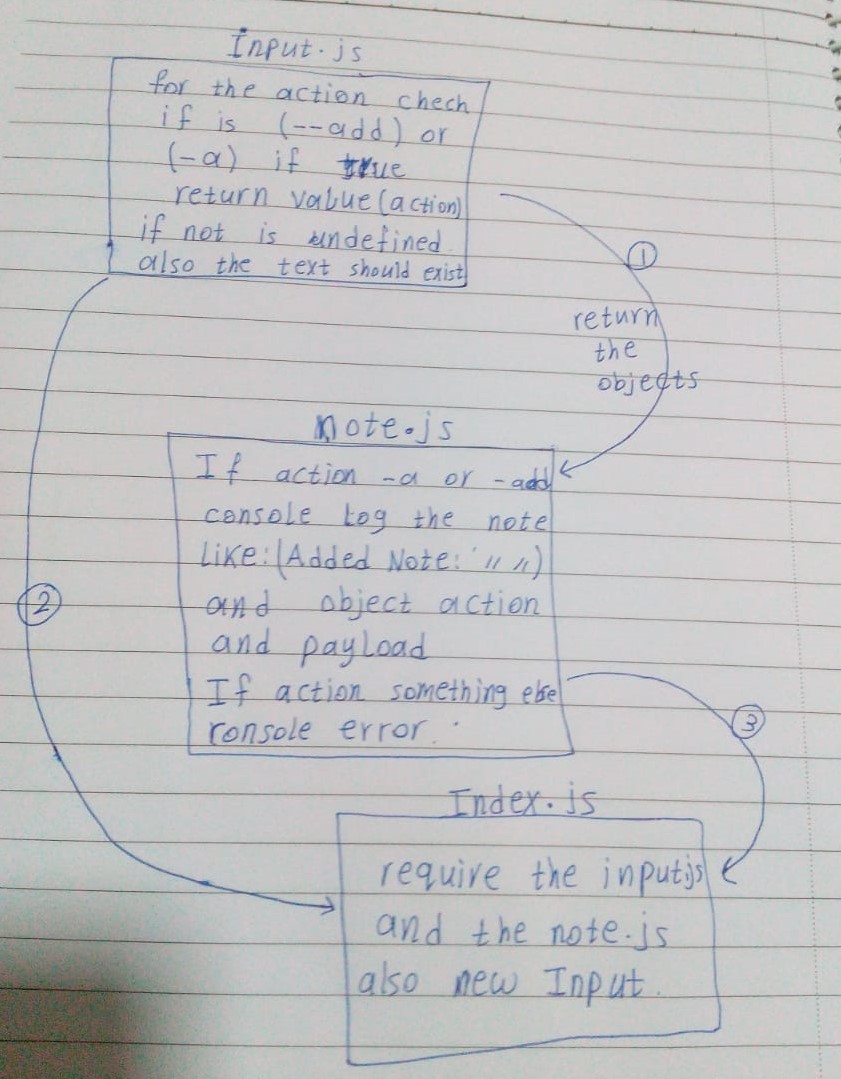 Input.js
for the action chech
if is (--add) or
(-a) if true
return value(action)
if not is undefined
also the text should exist
1
return
the
objects
note.js
If action -a or -add
console log the note
like:(Added Note: " ")
and object action
and payload
If action something else
console error.
2
3
Index.js
require the input.js
and the note.js
also new Input.